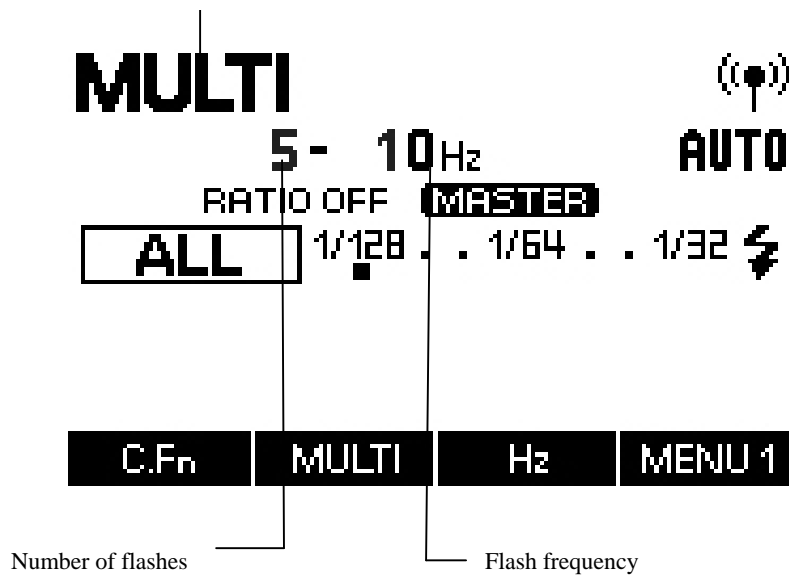 MULTI
5- 10Hz AUTO
RATIO OFF MASTER
ALL 1/128 . . 1/64 . . 1/32
C.Fn MULTI Hz MENU 1
Number of flashes Flash frequency